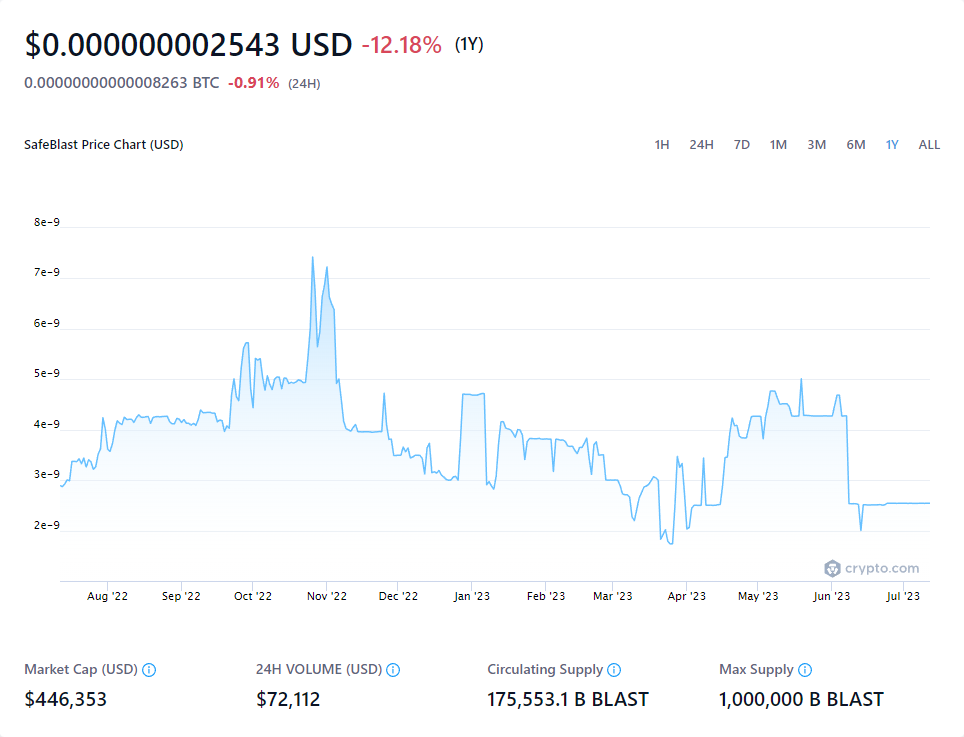 $0.000000002543 USD -12.18% (1Y)
0.00000000000008263 BTC -0.91% (24H)
SafeBlast Price Chart (USD) 1H 24H 7D 1M 3M 6M 1Y ALL
8e-9
7e-9
6e-9
5e-9
4e-9
3e-9
2e-9
crypto.com
Aug '22 Sep '22 Oct '22 Nov '22 Dec '22 Jan '23 Feb '23 Mar '23 Apr '23 May '23 Jun '23 Jul '23
Market Cap (USD) 24H VOLUME (USD) Circulating Supply Max Supply
$446,353 $72,112 175,553.1 B BLAST 1,000,000 B BLAST